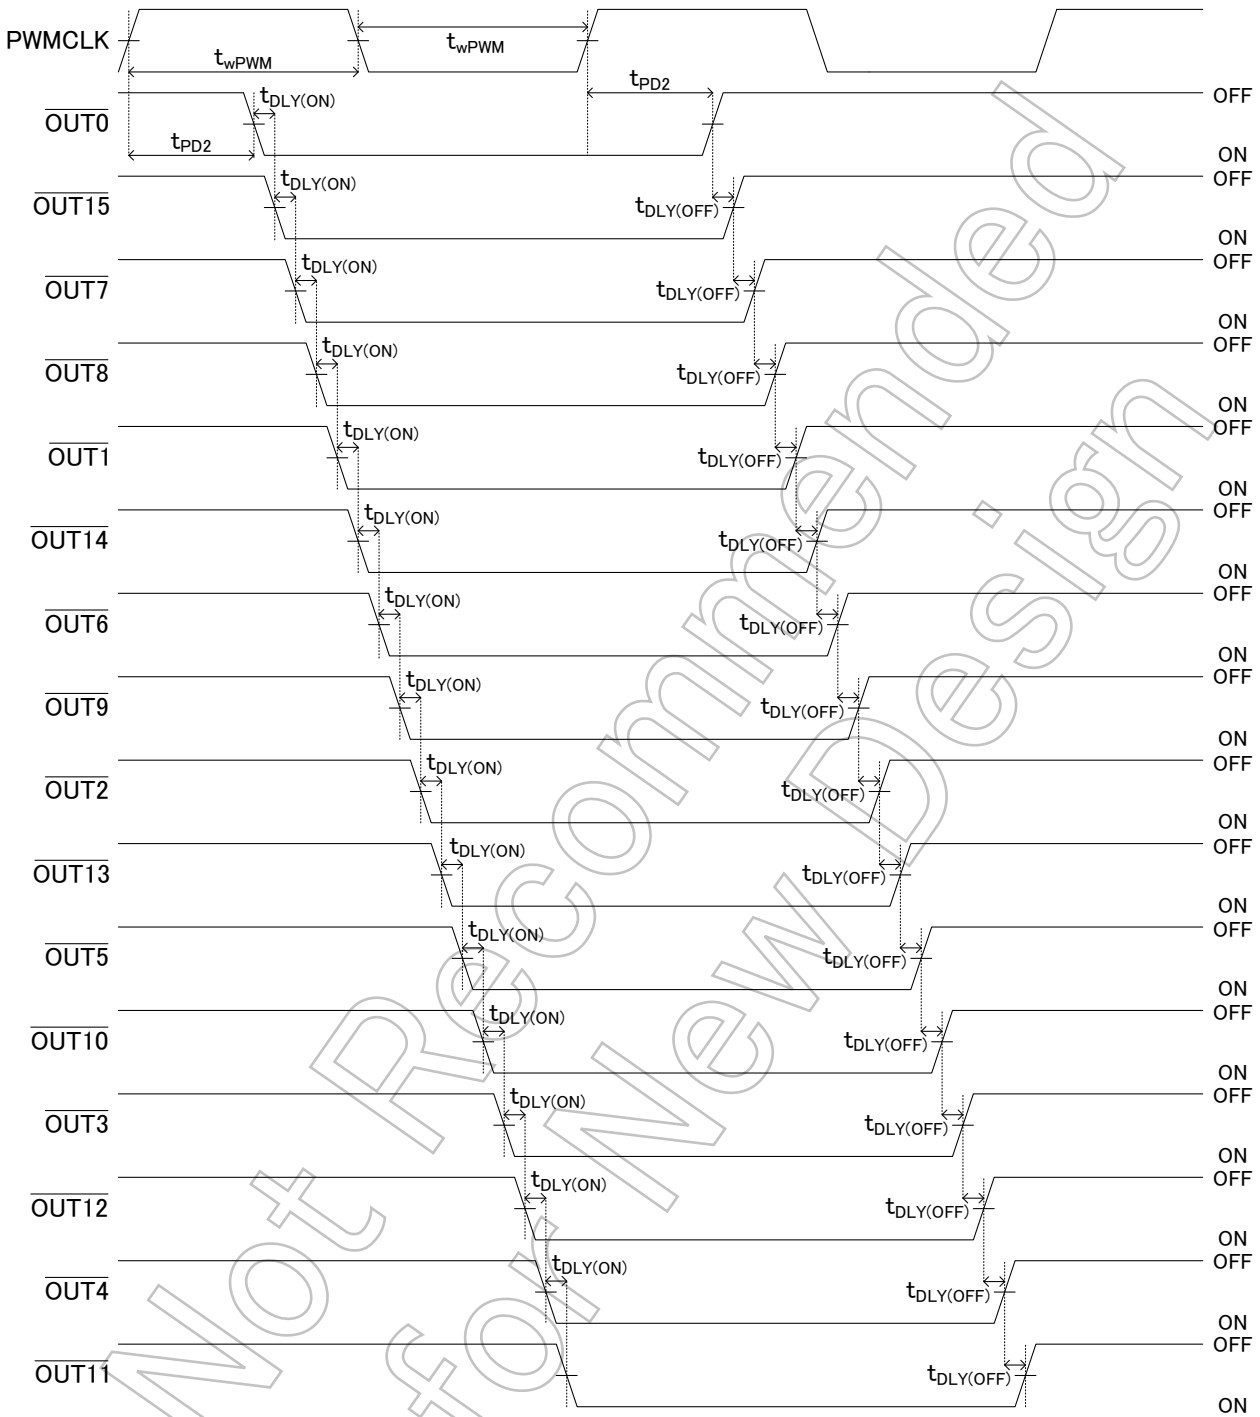 PWMCLK
twPWM
twPWM
tPD2
tDLY(ON)
OFF
OUT0
tPD2
ON
tDLY(ON)
OFF
OUT15
tDLY(OFF)
ON
tDLY(ON)
OFF
OUT7
tDLY(OFF)
ON
tDLY(ON)
OFF
OUT8
tDLY(OFF)
ON
tDLY(ON)
OFF
OUT1
tDLY(OFF)
ON
tDLY(ON)
OFF
OUT14
tDLY(OFF)
ON
tDLY(ON)
OFF
OUT6
tDLY(OFF)
ON
tDLY(ON)
OFF
OUT9
tDLY(OFF)
ON
tDLY(ON)
OFF
OUT2
tDLY(OFF)
ON
tDLY(ON)
OFF
OUT13
tDLY(OFF)
ON
tDLY(ON)
OFF
OUT5
tDLY(OFF)
ON
tDLY(ON)
OFF
OUT10
tDLY(OFF)
ON
tDLY(ON)
OFF
OUT3
tDLY(OFF)
ON
tDLY(ON)
OFF
OUT12
tDLY(OFF)
ON
tDLY(ON)
OFF
OUT4
tDLY(OFF)
ON
OFF
OUT11
tDLY(OFF)
ON
Not Recommended
for New Design